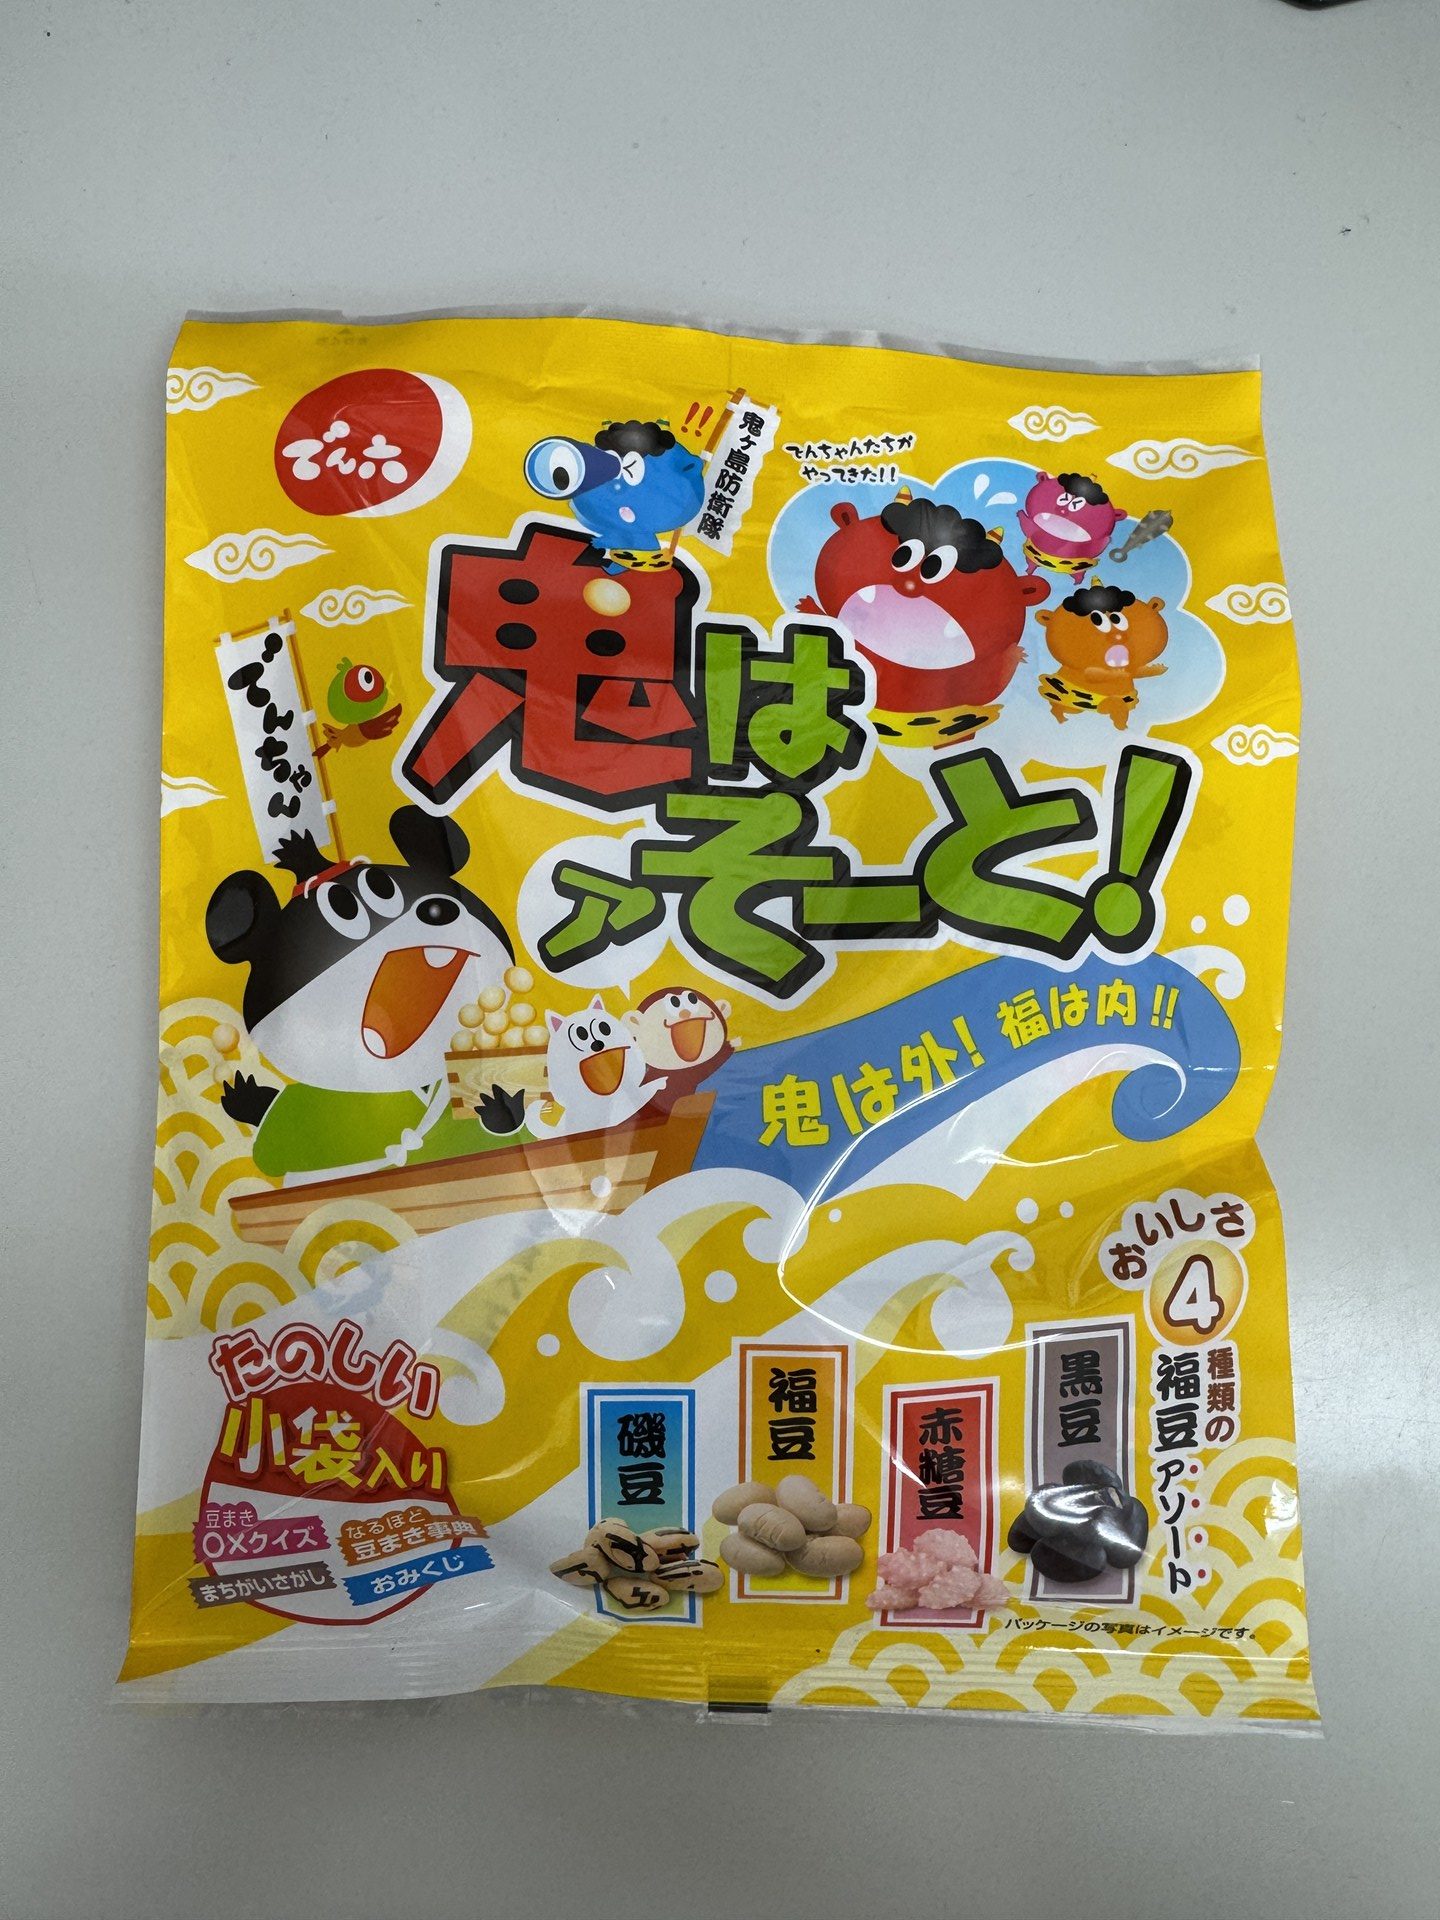 でん六
鬼ヶ島防衛隊
!!
でんちゃんたちが
やってきた!!
でんちゃん
鬼は
アそーと!
鬼は外! 福は内!!
おいしさ
4
種類の
福豆アソート
たのしい
小袋入り
豆まき
○×クイズ
なるほど
豆まき事典
まちがいさがし
おみくじ
磯豆
福豆
赤糖豆
黒豆
パッケージの写真はイメージです。